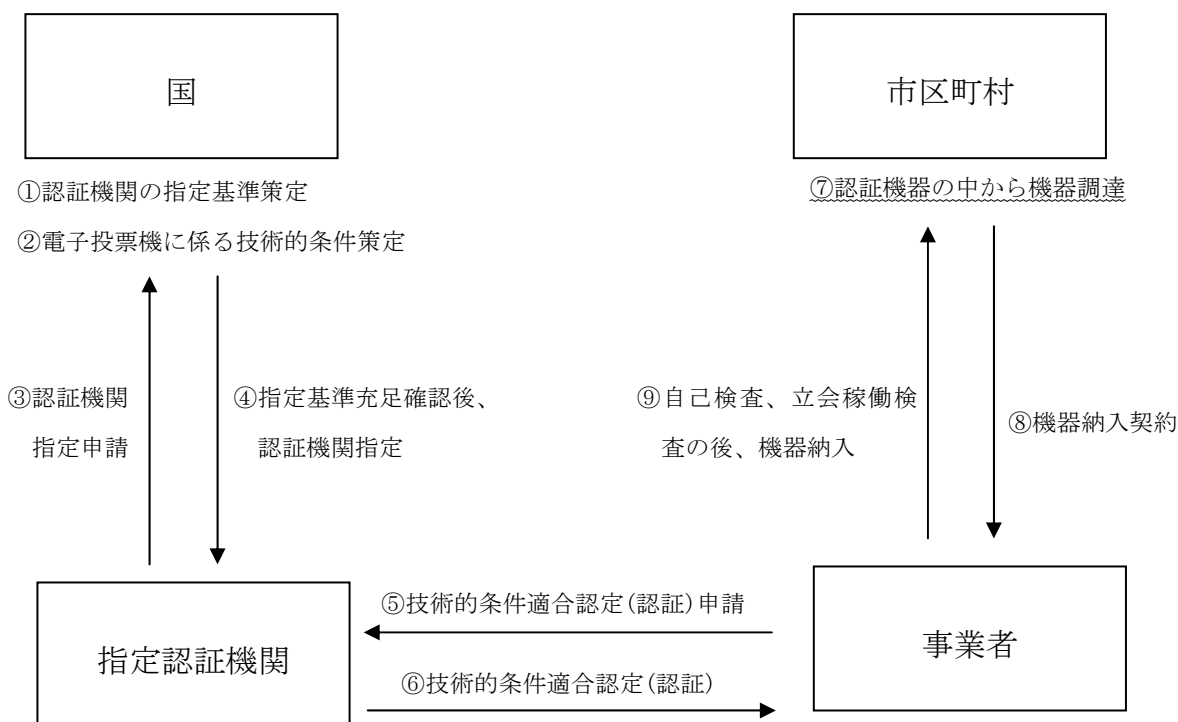 国
市区町村
①認証機関の指定基準策定
②電子投票機に係る技術的条件策定
⑦認証機器の中から機器調達
③認証機関
指定申請
④指定基準充足確認後、
認証機関指定
⑨自己検査、立会稼働検
査の後、機器納入
⑧機器納入契約
⑤技術的条件適合認定(認証)申請
指定認証機関
事業者
⑥技術的条件適合認定(認証)